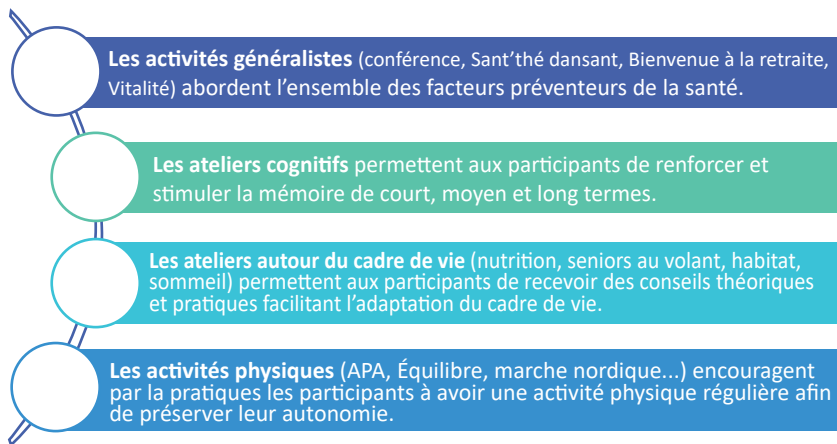 Les activités généralistes (conférence, Sant’thé dansant, Bienvenue à la retraite,
Vitalité) abordent l’ensemble des facteurs préventeurs de la santé.
Les ateliers cognitifs permettent aux participants de renforcer et
stimuler la mémoire de court, moyen et long termes.
Les ateliers autour du cadre de vie (nutrition, seniors au volant, habitat,
sommeil) permettent aux participants de recevoir des conseils théoriques
et pratiques facilitant l’adaptation du cadre de vie.
Les activités physiques (APA, Équilibre, marche nordique...) encouragent
par la pratiques les participants à avoir une activité physique régulière afin
de préserver leur autonomie.